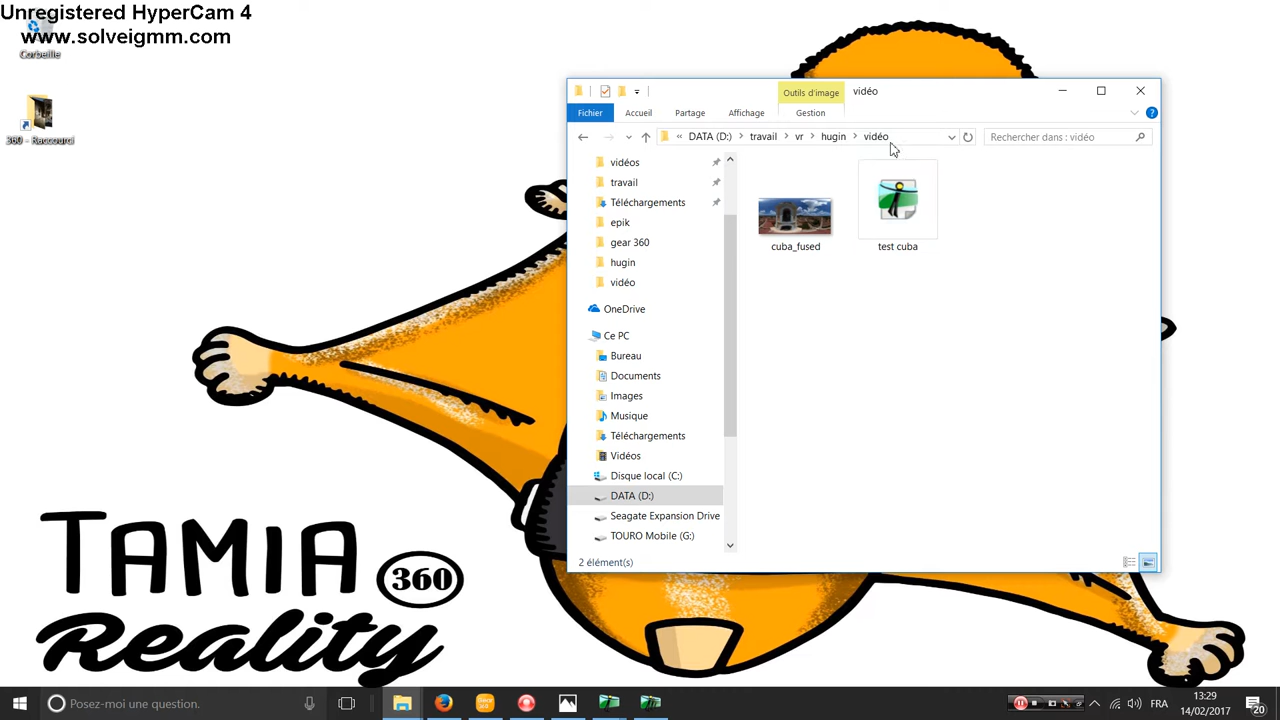 Unregistered HyperCam 4
www.solveigmm.com
Corbeille
360 - Raccourci
Outils d'image
vidéo
Fichier
Accueil
Partage
Affichage
Gestion
« DATA (D:) > travail > vr > hugin > vidéo
Rechercher dans : vidéo
vidéos
travail
Téléchargements
epik
gear 360
hugin
vidéo
OneDrive
Ce PC
Bureau
Documents
Images
Musique
Téléchargements
Vidéos
Disque local (C:)
DATA (D:)
Seagate Expansion Drive
TOURO Mobile (G:)
cuba_fused
test cuba
2 élément(s)
TAMIA
360
Reality
Posez-moi une question.
FRA
13:29
14/02/2017
20